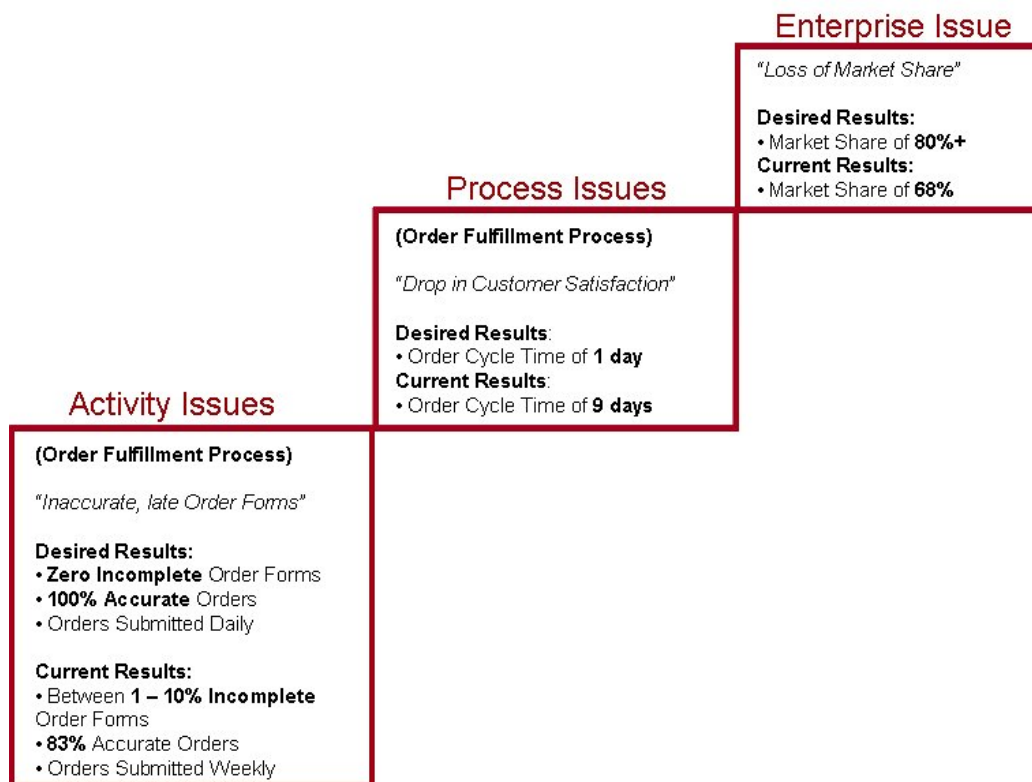 Enterprise Issue
“Loss of Market Share”
Desired Results:
• Market Share of 80%+
Current Results:
• Market Share of 68%
Process Issues
(Order Fulfillment Process)
“Drop in Customer Satisfaction”
Desired Results:
• Order Cycle Time of 1 day
Current Results:
• Order Cycle Time of 9 days
Activity Issues
(Order Fulfillment Process)
“Inaccurate, late Order Forms”
Desired Results:
• Zero Incomplete Order Forms
• 100% Accurate Orders
• Orders Submitted Daily
Current Results:
• Between 1 – 10% Incomplete
Order Forms
• 83% Accurate Orders
• Orders Submitted Weekly